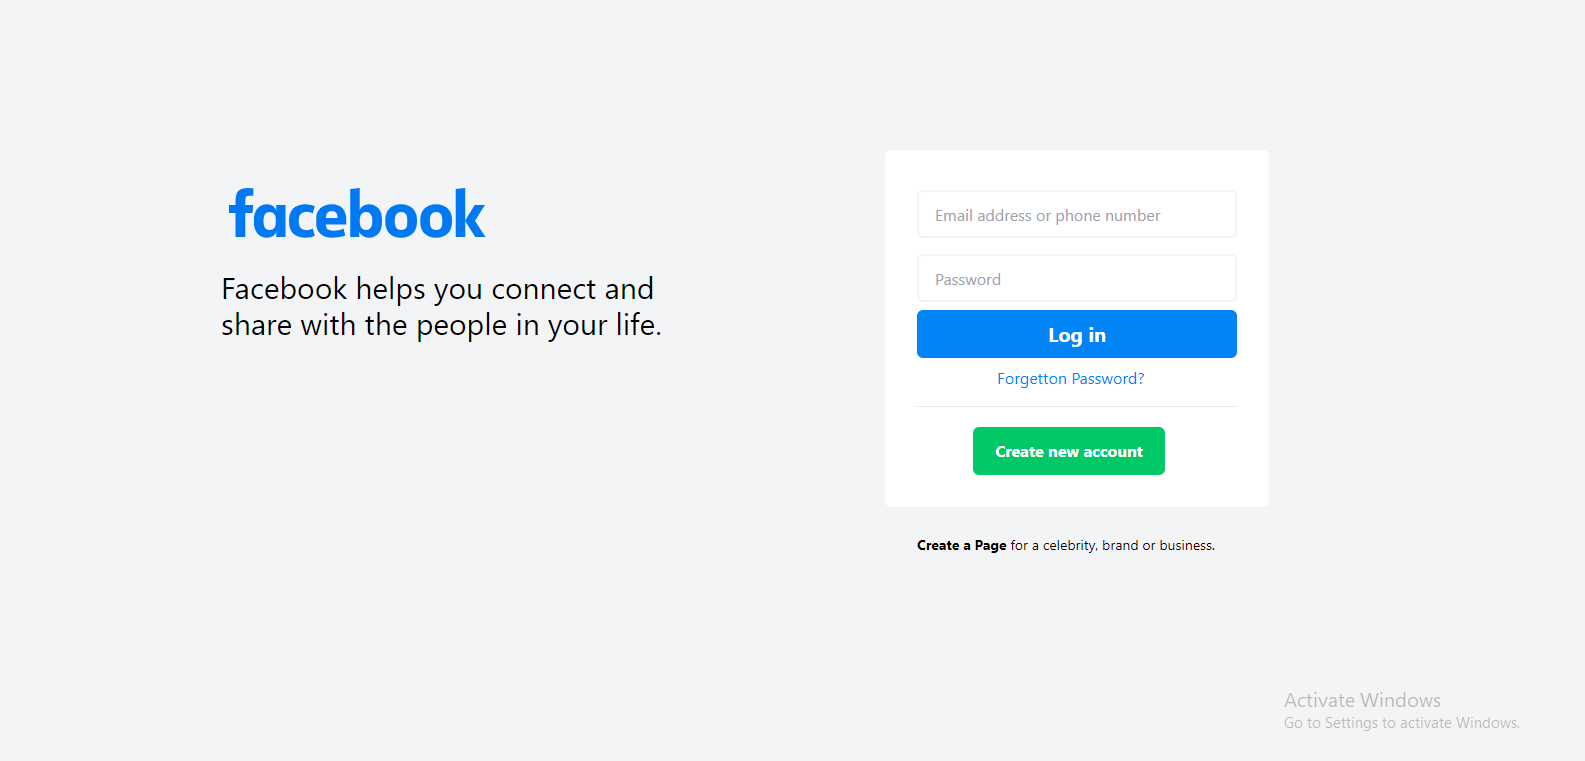 facebook
Facebook helps you connect and
share with the people in your life.
Email address or phone number
Password
Log in
Forgetton Password?
Create new account
Create a Page for a celebrity, brand or business.
Activate Windows
Go to Settings to activate Windows.